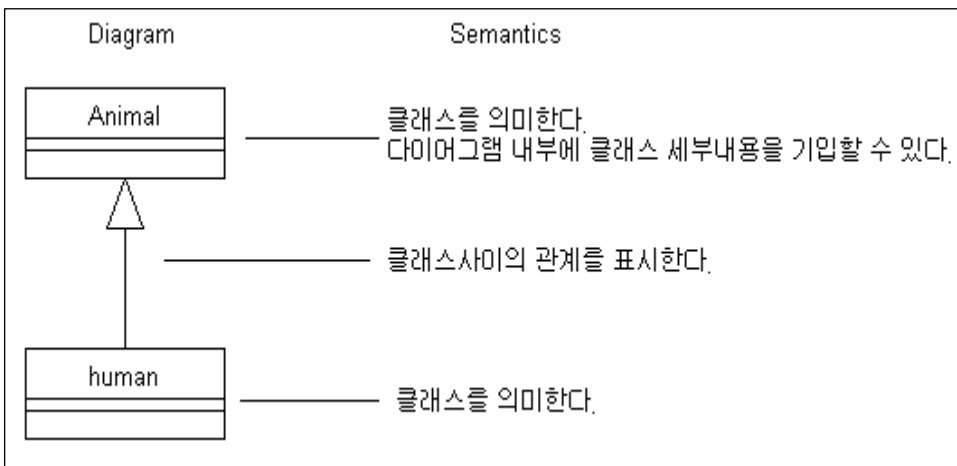 Diagram Semantics
Animal
클래스를 의미한다.
다이어그램 내부에 클래스 세부내용을 기입할 수 있다.
클래스사이의 관계를 표시한다.
human
클래스를 의미한다.